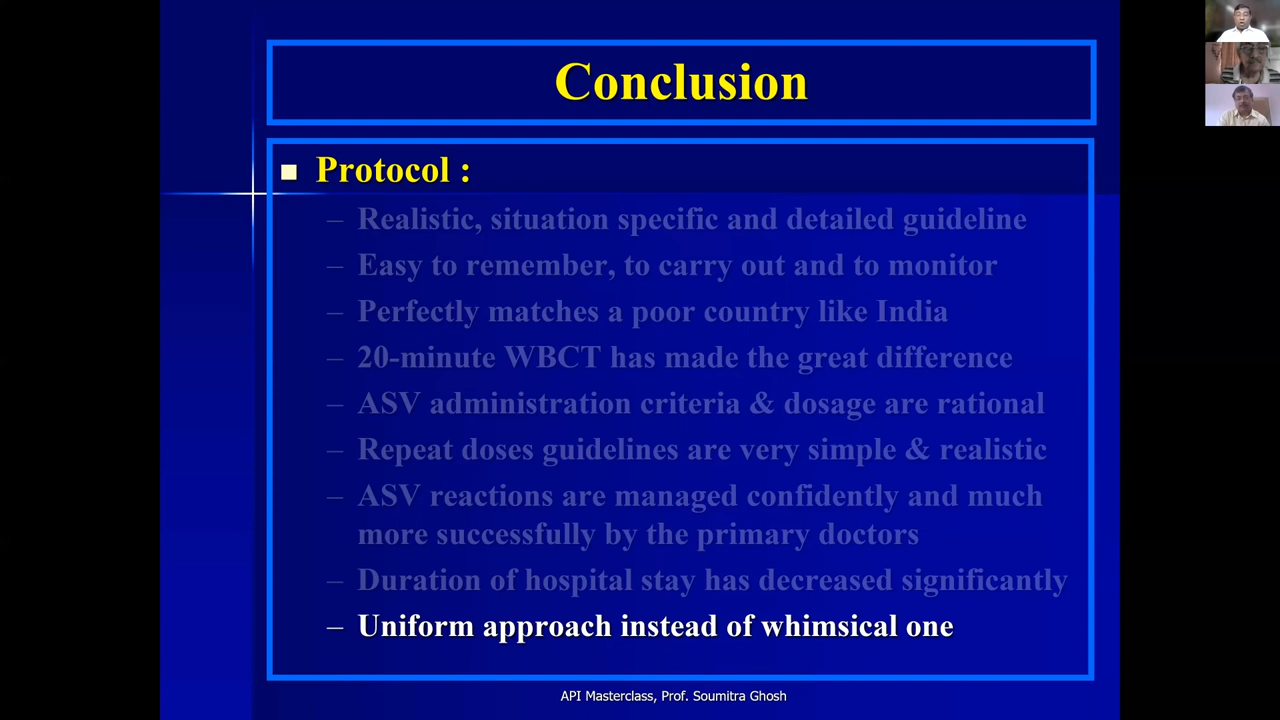 Conclusion
Protocol :
– Realistic, situation specific and detailed guideline
– Easy to remember, to carry out and to monitor
– Perfectly matches a poor country like India
– 20-minute WBCT has made the great difference
– ASV administration criteria & dosage are rational
– Repeat doses guidelines are very simple & realistic
– ASV reactions are managed confidently and much
more successfully by the primary doctors
– Duration of hospital stay has decreased significantly
– Uniform approach instead of whimsical one
API Masterclass, Prof. Soumitra Ghosh